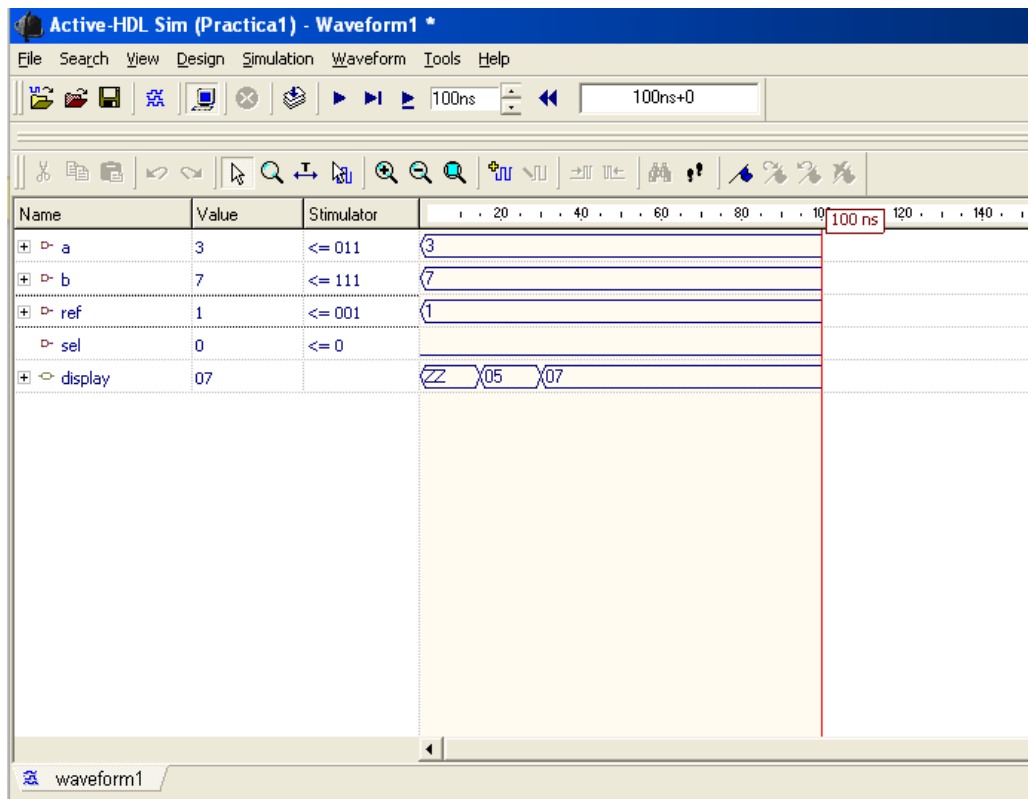 Active-HDL Sim (Practica1) - Waveform1 *
File Search View Design Simulation Waveform Tools Help
100ns 100ns+0
Name Value Stimulator 20 40 60 80 100 ns 120 140
a 3 <= 011 3
b 7 <= 111 7
ref 1 <= 001 1
sel 0 <= 0
display 07 ZZ 05 07
waveform1